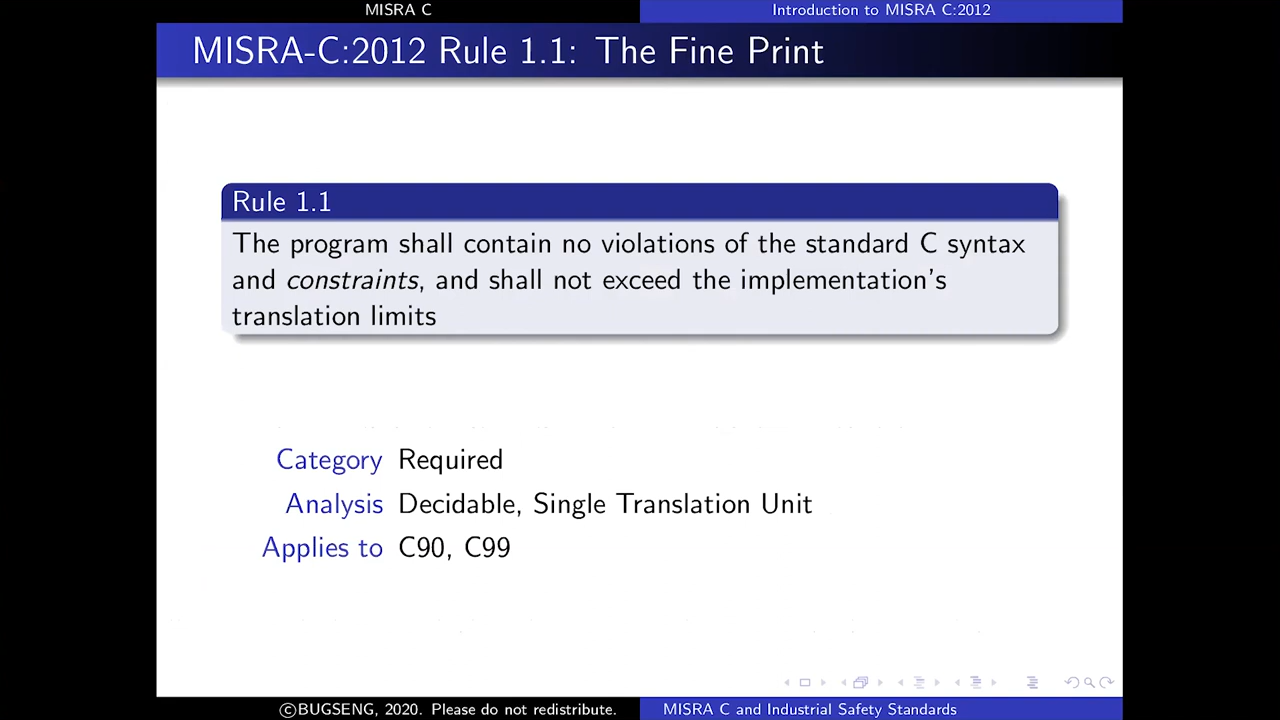 MISRA C
Introduction to MISRA C:2012
MISRA-C:2012 Rule 1.1: The Fine Print
Rule 1.1
The program shall contain no violations of the standard C syntax
and constraints, and shall not exceed the implementation's
translation limits
Category Required
Analysis Decidable, Single Translation Unit
Applies to C90, C99
©BUGSENG, 2020. Please do not redistribute.
MISRA C and Industrial Safety Standards